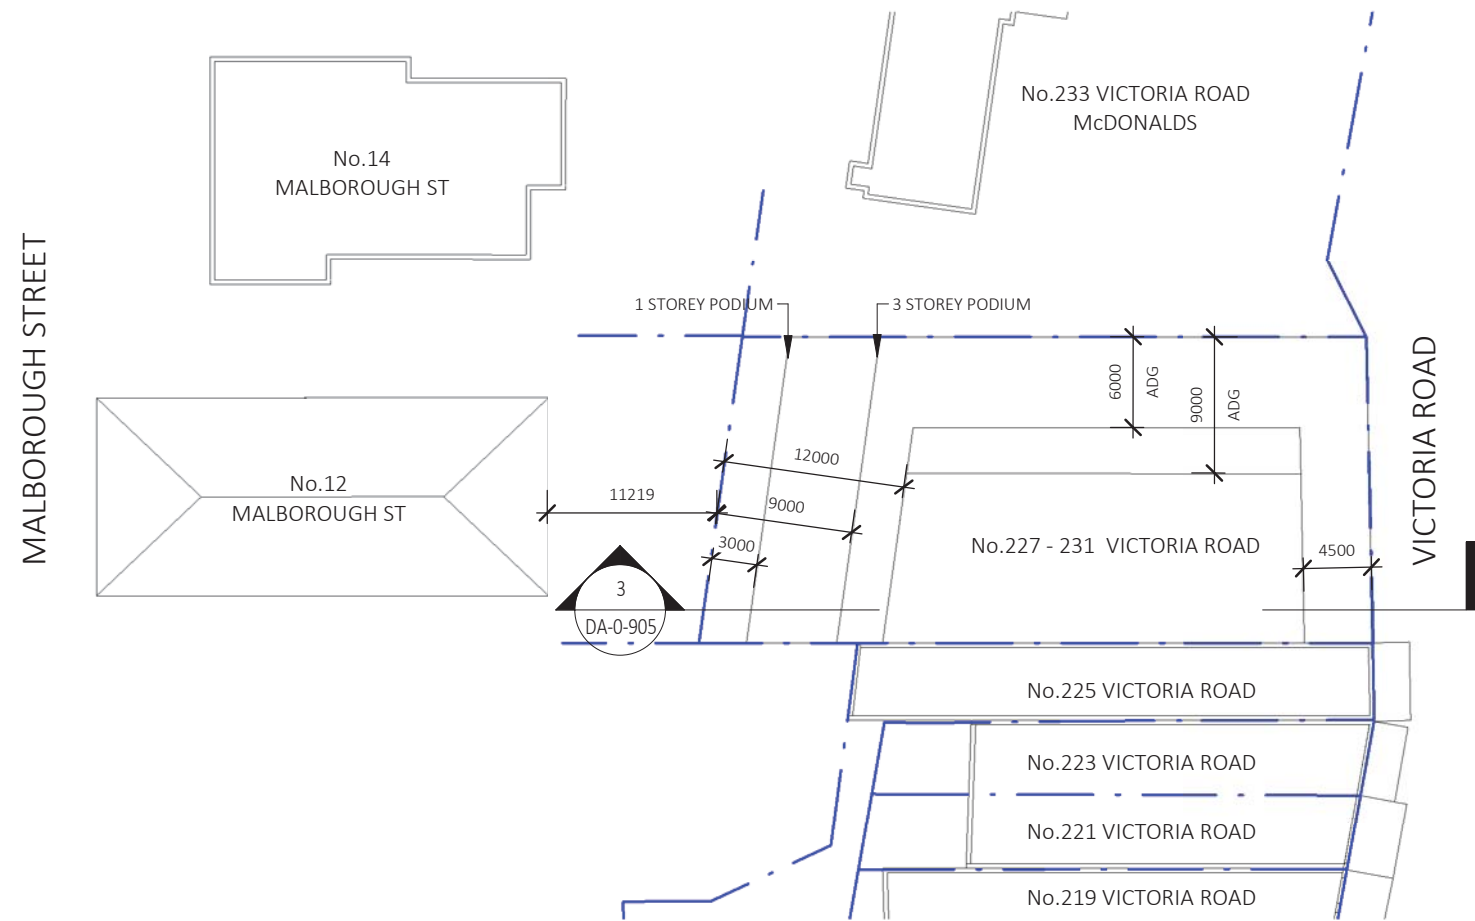 No.233 VICTORIA ROAD
McDONALDS
No.14
MALBOROUGH ST
MALBOROUGH STREET
1 STOREY PODIUM
3 STOREY PODIUM
6000
ADG
9000
ADG
VICTORIA ROAD
12000
No.12
MALBOROUGH ST
11219
9000
3000
No.227 - 231 VICTORIA ROAD
4500
3
DA-0-905
No.225 VICTORIA ROAD
No.223 VICTORIA ROAD
No.221 VICTORIA ROAD
No.219 VICTORIA ROAD